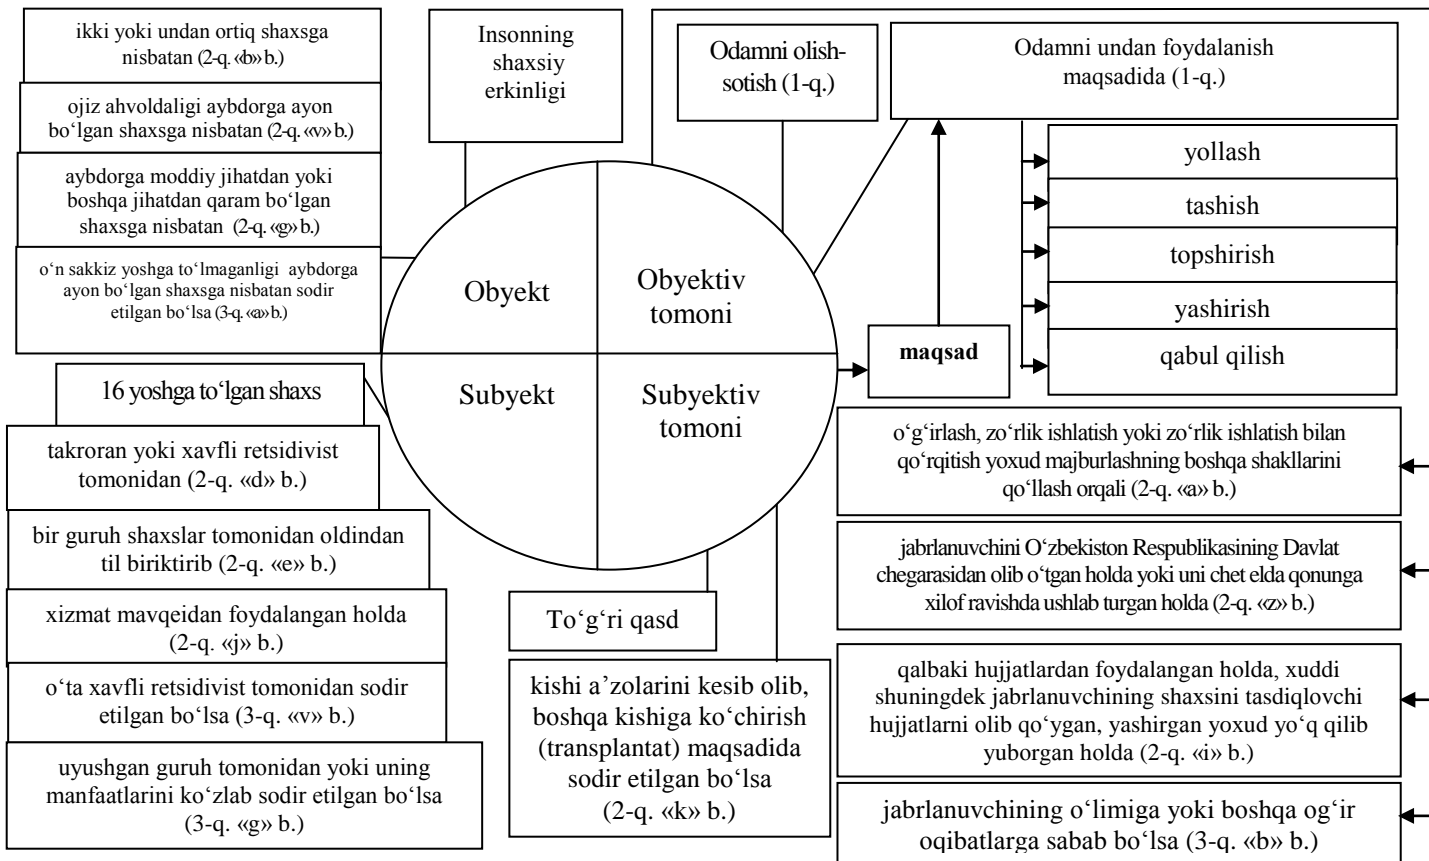 ikki yoki undan ortiq shaxsga
nisbatan (2-q. «b» b.)
ojiz ahvoldaligi aybdorga ayon
bo‘lgan shaxsga nisbatan (2-q. «v» b.)
aybdorga moddiy jihatdan yoki
boshqa jihatdan qaram bo‘lgan
shaxsga nisbatan (2-q. «g» b.)
o‘n sakkiz yoshga to‘lmaganligi aybdorga
ayon bo‘lgan shaxsga nisbatan sodir
etilgan bo‘lsa (3-q. «a» b.)
Insonning
shaxsiy
erkinligi
Odamni olish-
sotish (1-q.)
Odamni undan foydalanish
maqsadida (1-q.)
yollash
tashish
topshirish
yashirish
qabul qilish
Obyekt
Obyektiv
tomoni
maqsad
Subyekt
Subyektiv
tomoni
16 yoshga to‘lgan shaxs
takroran yoki xavfli retsidivist
tomonidan (2-q. «d» b.)
bir guruh shaxslar tomonidan oldindan
til biriktirib (2-q. «e» b.)
xizmat mavqeidan foydalangan holda
(2-q. «j» b.)
o‘ta xavfli retsidivist tomonidan sodir
etilgan bo‘lsa (3-q. «v» b.)
uyushgan guruh tomonidan yoki uning
manfaatlarini ko‘zlab sodir etilgan bo‘lsa
(3-q. «g» b.)
To‘g‘ri qasd
kishi a’zolarini kesib olib,
boshqa kishiga ko‘chirish
(transplantat) maqsadida
sodir etilgan bo‘lsa
(2-q. «k» b.)
o‘g‘irlash, zo‘rlik ishlatish yoki zo‘rlik ishlatish bilan
qo‘rqitish yoxud majburlashning boshqa shakllarini
qo‘llash orqali (2-q. «a» b.)
jabrlanuvchini O‘zbekiston Respublikasining Davlat
chegarasidan olib o‘tgan holda yoki uni chet elda qonunga
xilof ravishda ushlab turgan holda (2-q. «z» b.)
qalbaki hujjatlardan foydalangan holda, xuddi
shuningdek jabrlanuvchining shaxsini tasdiqlovchi
hujjatlarni olib qo‘ygan, yashirgan yoxud yo‘q qilib
yuborgan holda (2-q. «i» b.)
jabrlanuvchining o‘limiga yoki boshqa og‘ir
oqibatlarga sabab bo‘lsa (3-q. «b» b.)